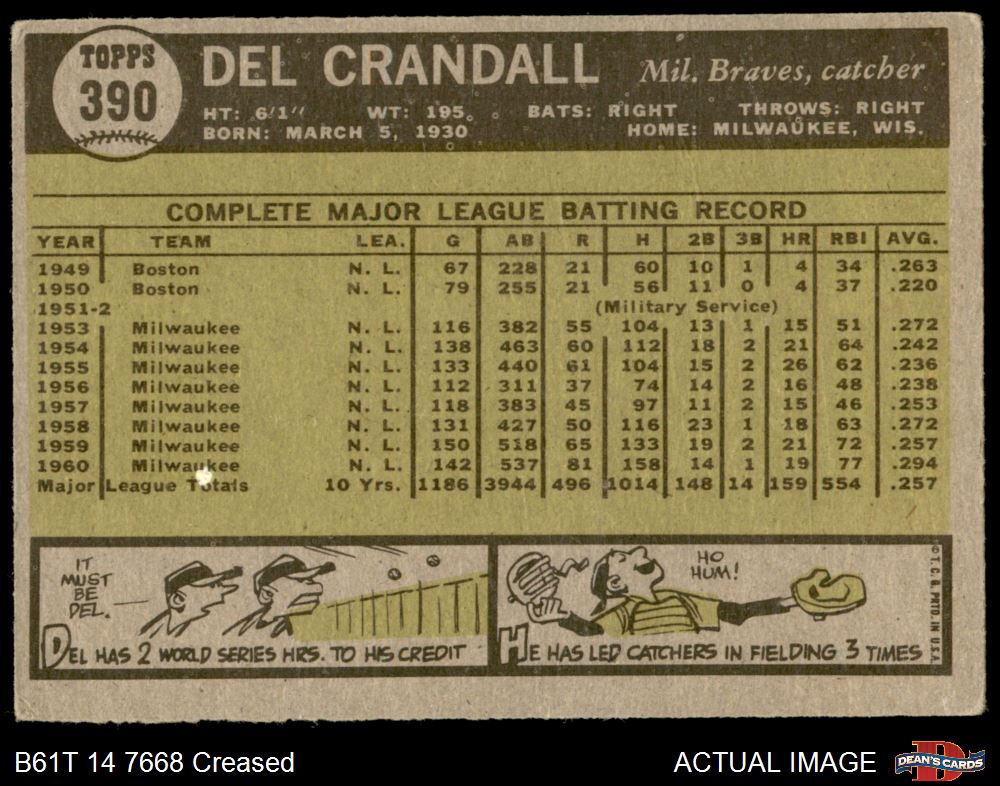 TOPPS
390
DEL CRANDALL Mil. Braves, catcher
HT: 6'1" WT: 195 BATS: RIGHT THROWS: RIGHT
BORN: MARCH 5, 1930 HOME: MILWAUKEE, WIS.
COMPLETE MAJOR LEAGUE BATTING RECORD
YEAR TEAM LEA. G AB R H 2B 3B HR RBI AVG.
1949 Boston N. L. 67 228 21 60 10 1 4 34 .263
1950 Boston N. L. 79 255 21 56 11 0 4 37 .220
1951-2 (Military Service)
1953 Milwaukee N. L. 116 382 55 104 13 1 15 51 .272
1954 Milwaukee N. L. 138 463 60 112 18 2 21 64 .242
1955 Milwaukee N. L. 133 440 61 104 15 2 26 62 .236
1956 Milwaukee N. L. 112 311 37 74 14 2 16 48 .238
1957 Milwaukee N. L. 118 383 45 97 11 2 15 46 .253
1958 Milwaukee N. L. 131 427 50 116 23 1 18 63 .272
1959 Milwaukee N. L. 150 518 65 133 19 2 21 72 .257
1960 Milwaukee N. L. 142 537 81 158 14 1 19 77 .294
Major League Totals 10 Yrs. 1186 3944 496 1014 148 14 159 554 .257
IT
MUST
BE
DEL.
DEL HAS 2 WORLD SERIES HRS. TO HIS CREDIT
HO
HUM!
HE HAS LED CATCHERS IN FIELDING 3 TIMES
© T. C. G. PRTD. IN U.S.A.
B61T 14 7668 Creased ACTUAL IMAGE
D
DEAN'S CARDS